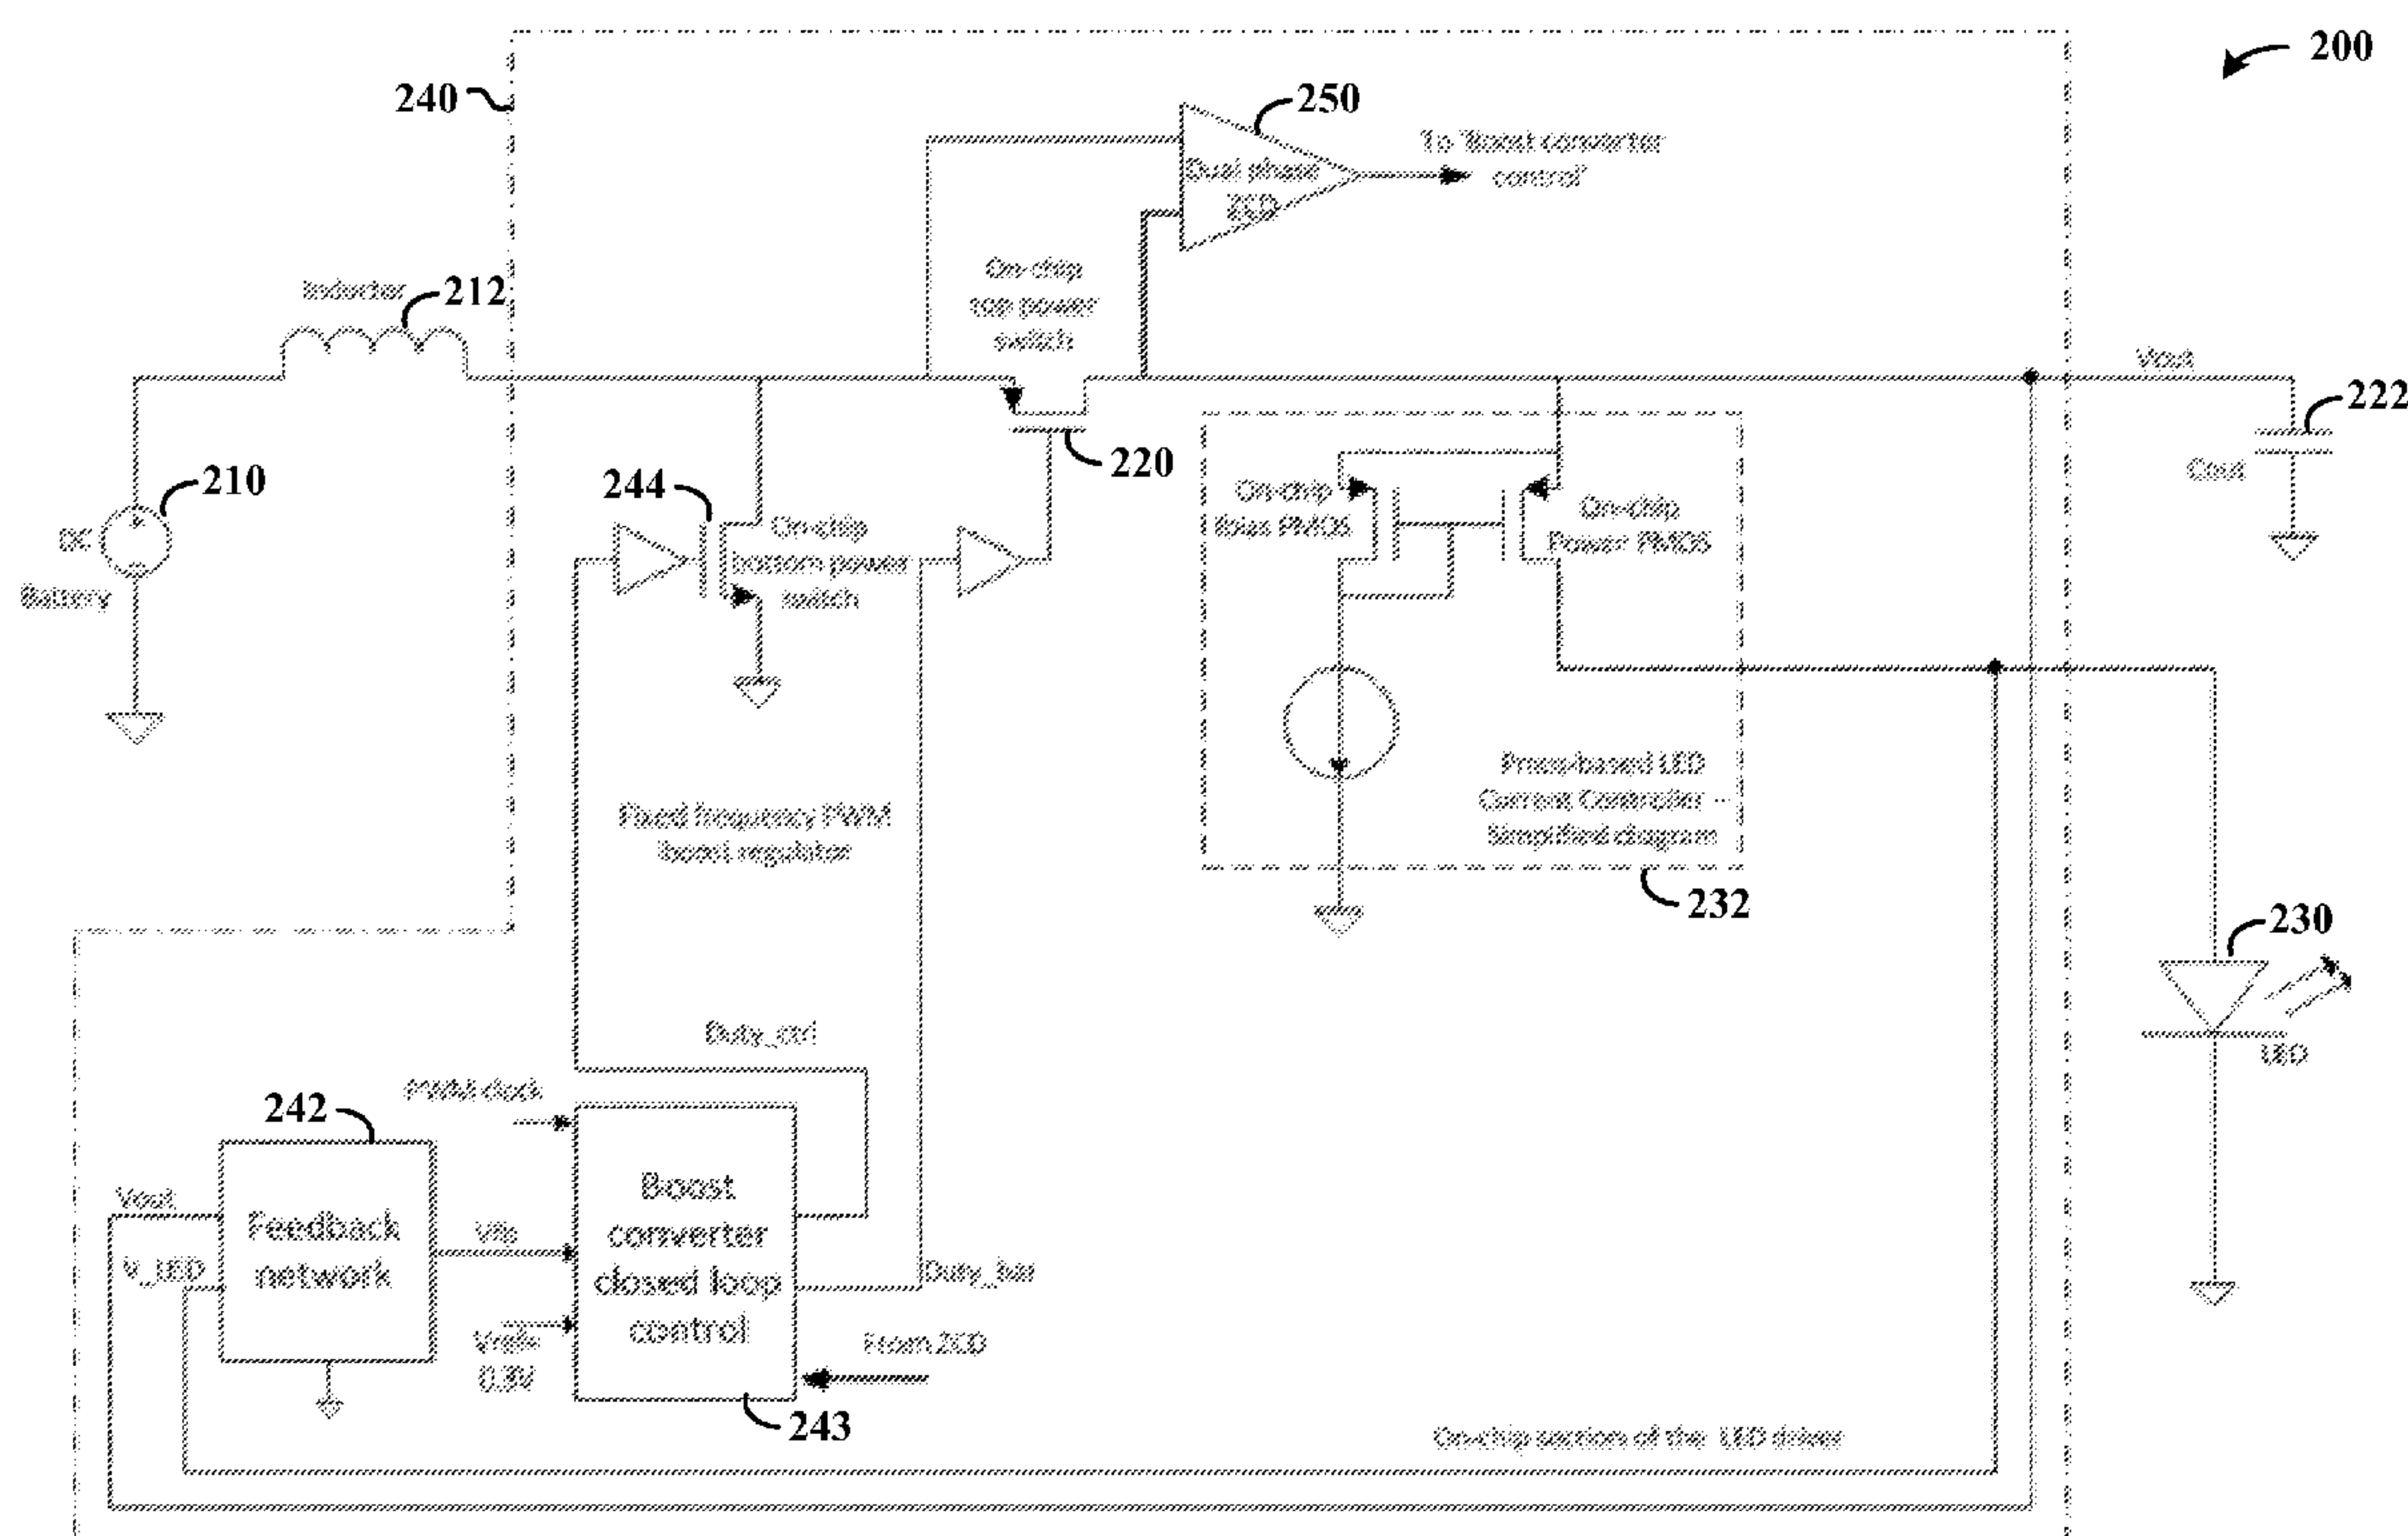 200
240
250
To 'Boost converter
control'
Dual phase
ZCD
On-chip
top power
switch
Inductor
212
Vout
222
Cout
220
210
DC
Battery
244
On-chip
bottom power
switch
On-chip
Ibias PMOS
On-chip
Power PMOS
Pmos-based LED
Current Controller --
Simplified diagram
232
Fixed frequency PWM
boost regulator
230
LED
Duty_ctrl
PWM clock
242
Vout
V_LED
Feedback
network
Vfb
Boost
converter
closed loop
control
Duty_bar
From ZCD
0.3V
243
On-chip section of the LED driver